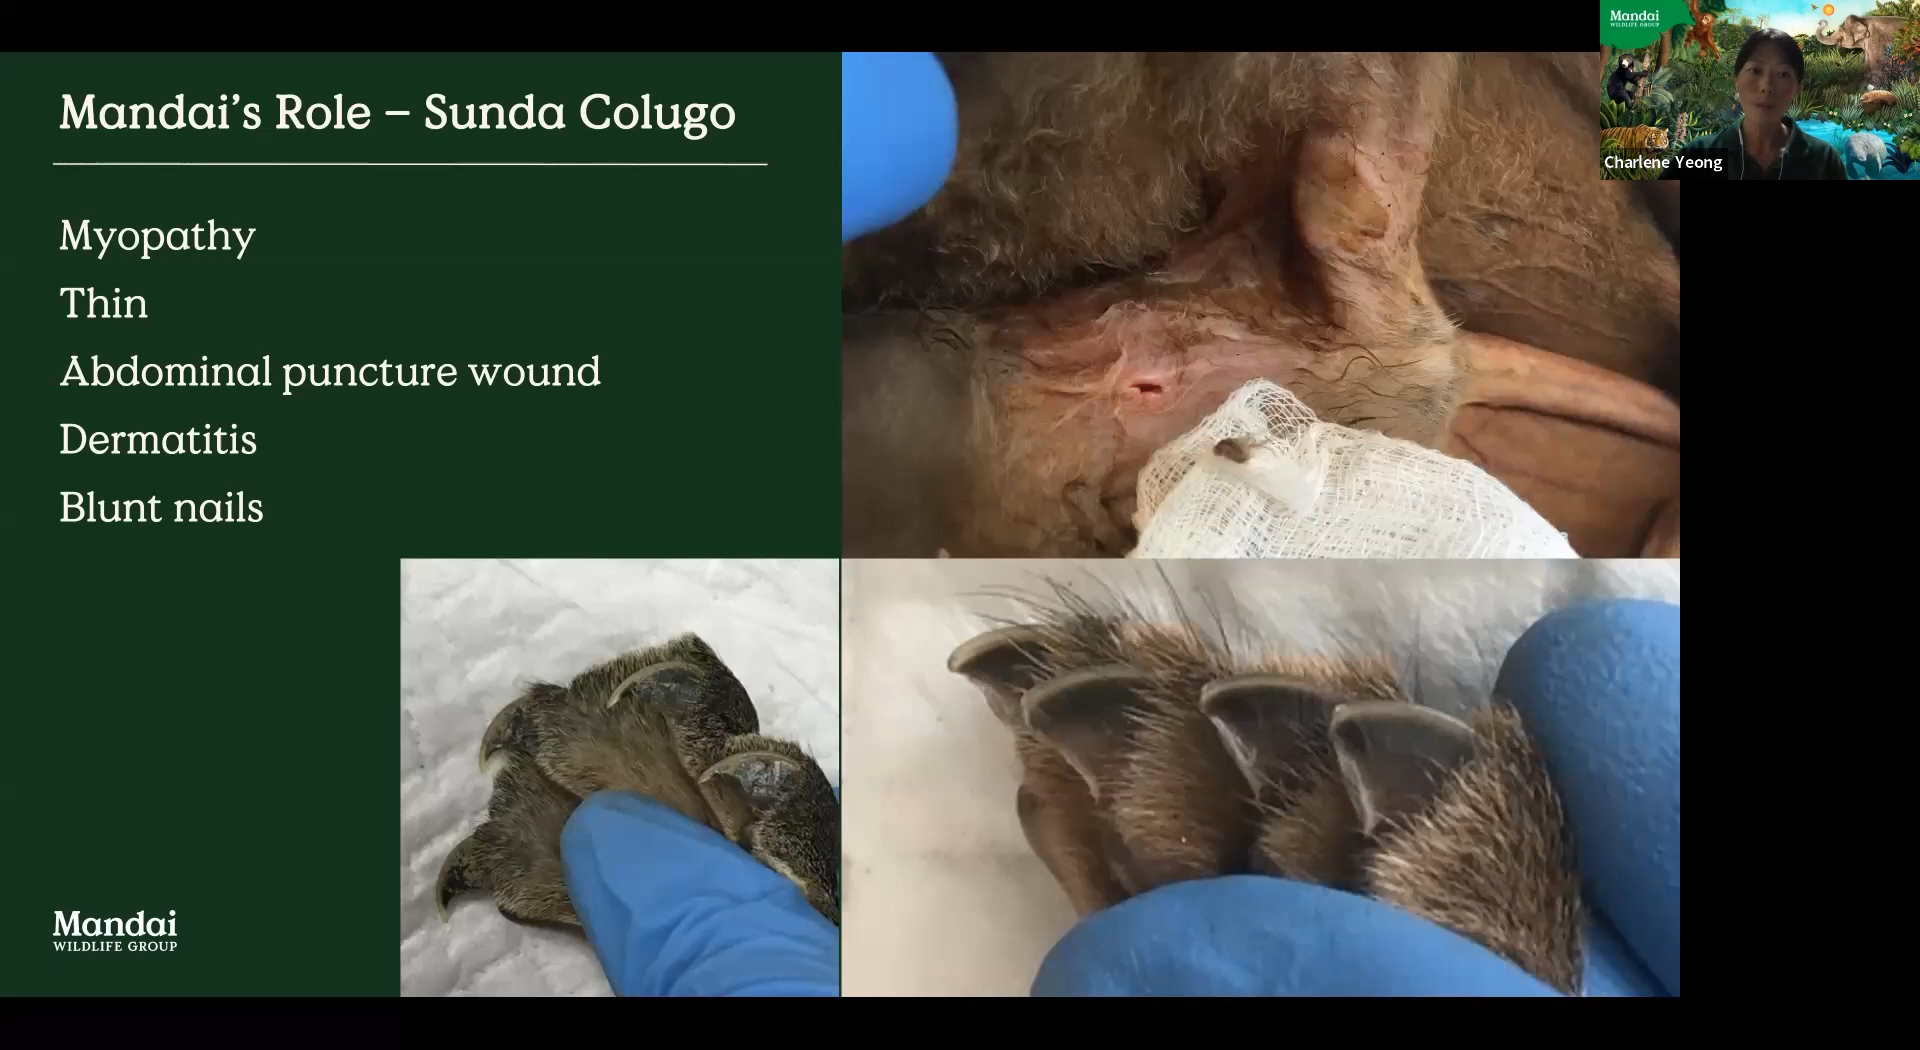 Mandai’s Role – Sunda Colugo
Myopathy
Thin
Abdominal puncture wound
Dermatitis
Blunt nails
Mandai
WILDLIFE GROUP
Mandai
WILDLIFE GROUP
Charlene Yeong